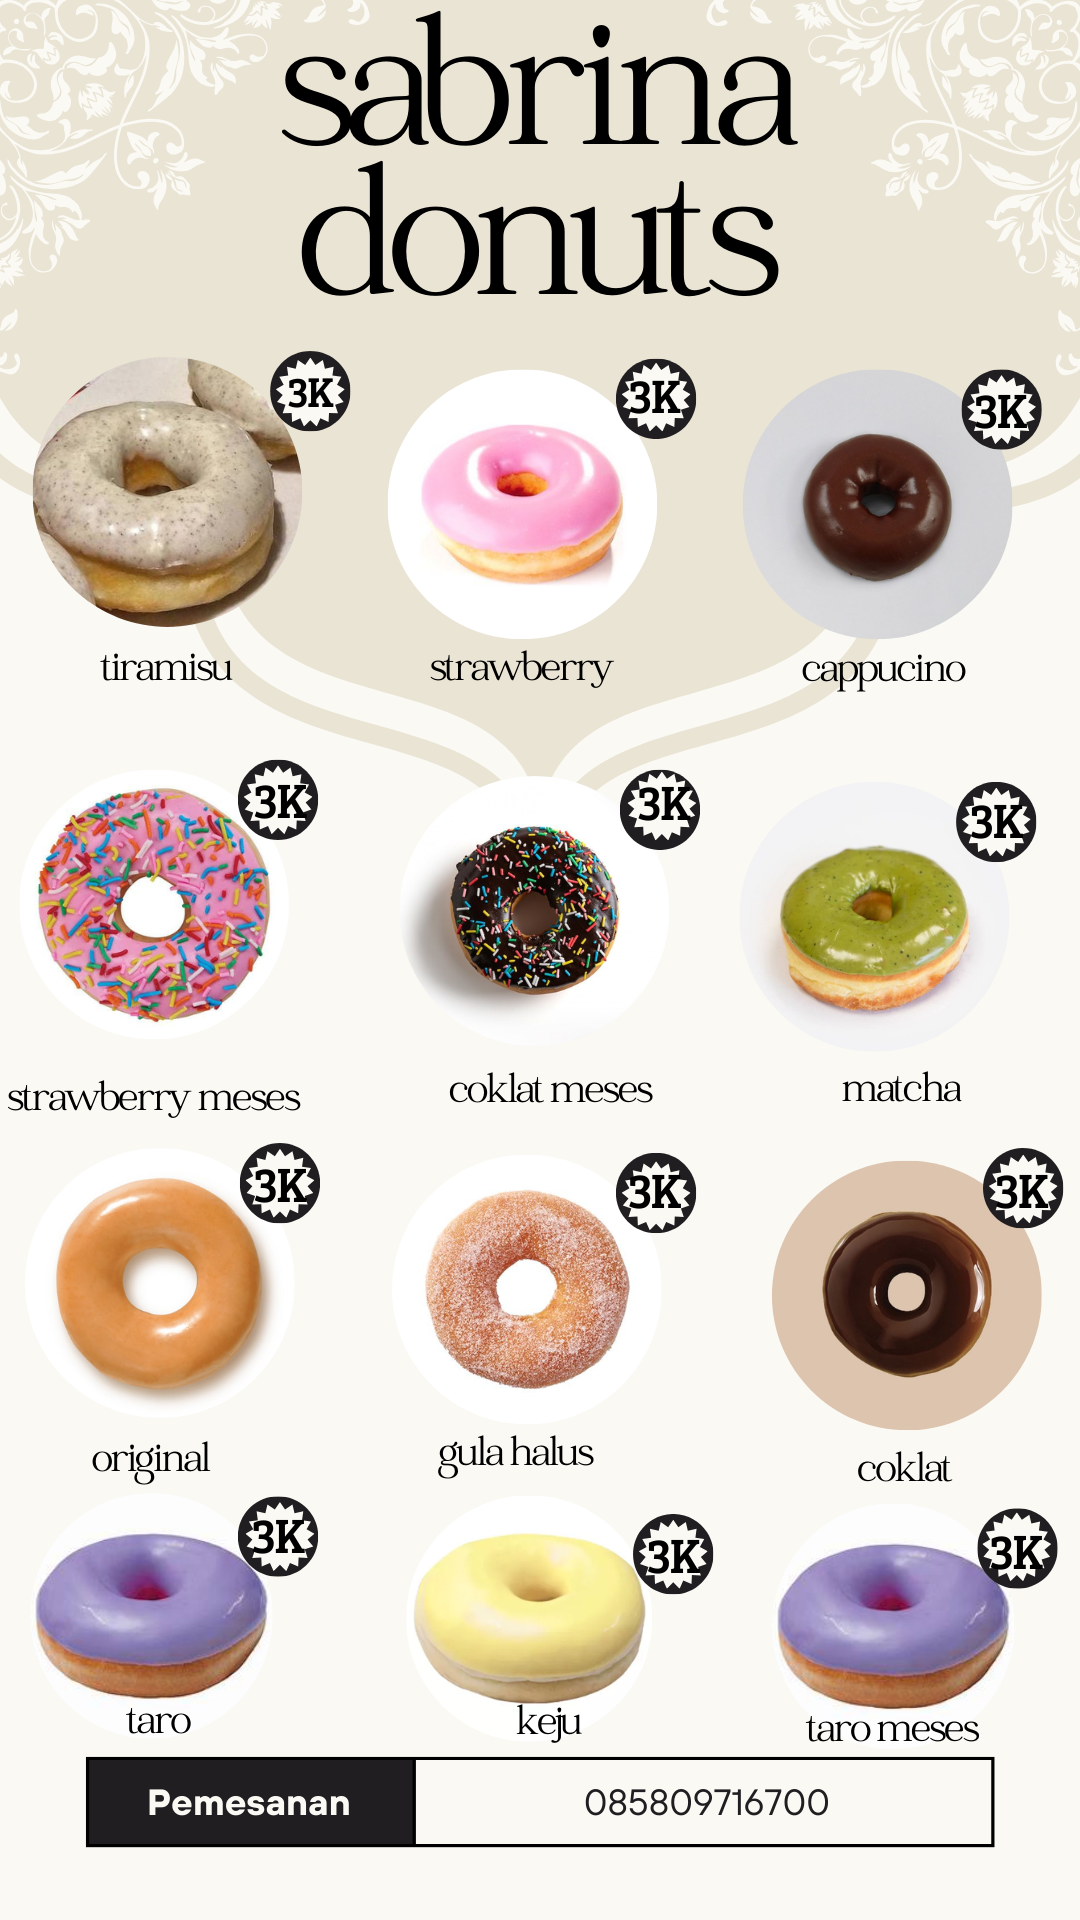 sabrina
donuts
3K
3K
3K
tiramisu
strawberry
cappucino
3K
3K
3K
strawberry meses
coklat meses
matcha
3K
3K
3K
original
gula halus
coklat
3K
3K
3K
taro
keju
taro meses
Pemesanan
085809716700